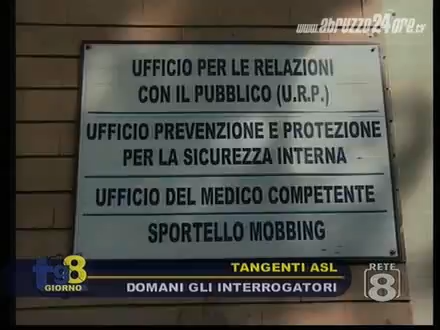 www.abruzzo24ore.tv
UFFICIO PER LE RELAZIONI
CON IL PUBBLICO (U.R.P.)
UFFICIO PREVENZIONE E PROTEZIONE
PER LA SICUREZZA INTERNA
UFFICIO DEL MEDICO COMPETENTE
SPORTELLO MOBBING
tg8
GIORNO
TANGENTI ASL
DOMANI GLI INTERROGATORI
RETE
8